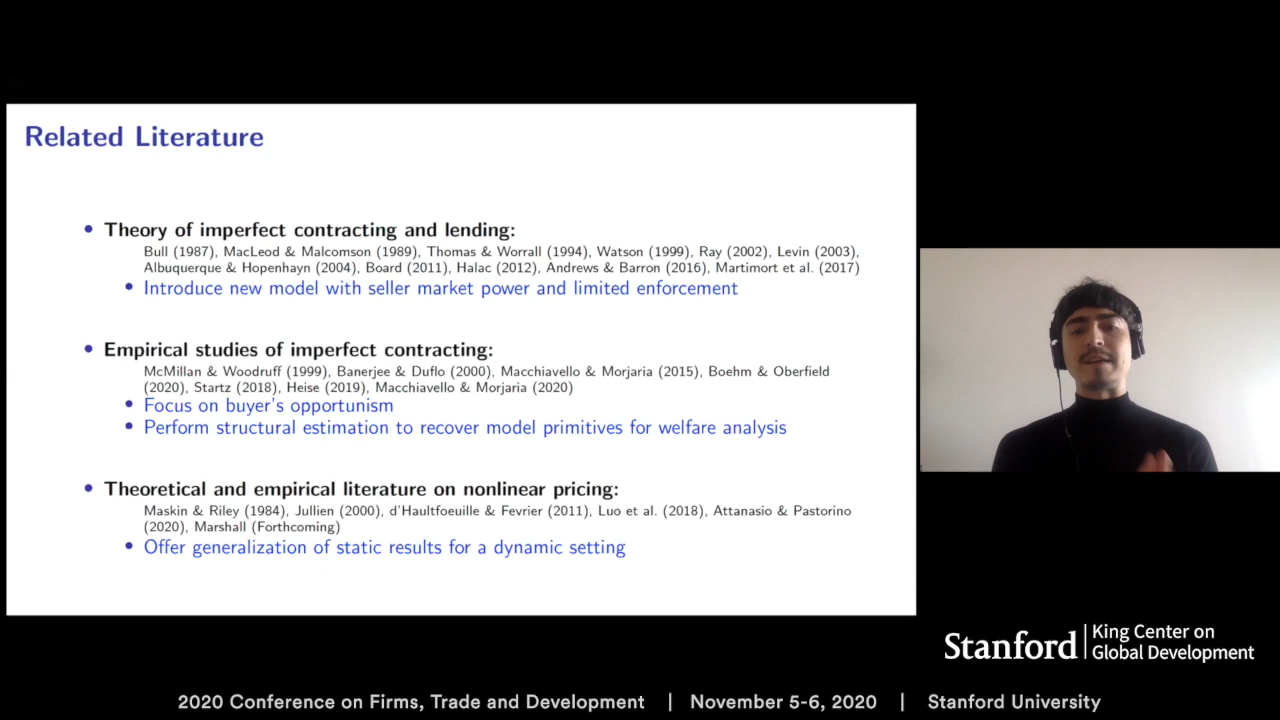 Related Literature
• Theory of imperfect contracting and lending:
Bull (1987), MacLeod & Malcomson (1989), Thomas & Worrall (1994), Watson (1999), Ray (2002), Levin (2003),
Albuquerque & Hopenhayn (2004), Board (2011), Halac (2012), Andrews & Barron (2016), Martimort et al. (2017)
• Introduce new model with seller market power and limited enforcement
• Empirical studies of imperfect contracting:
McMillan & Woodruff (1999), Banerjee & Duflo (2000), Macchiavello & Morjaria (2015), Boehm & Oberfield
(2020), Startz (2018), Heise (2019), Macchiavello & Morjaria (2020)
• Focus on buyer's opportunism
• Perform structural estimation to recover model primitives for welfare analysis
• Theoretical and empirical literature on nonlinear pricing:
Maskin & Riley (1984), Jullien (2000), d'Haultfoeuille & Fevrier (2011), Luo et al. (2018), Attanasio & Pastorino
(2020), Marshall (Forthcoming)
• Offer generalization of static results for a dynamic setting
Stanford | King Center on
Global Development
2020 Conference on Firms, Trade and Development | November 5-6, 2020 | Stanford University